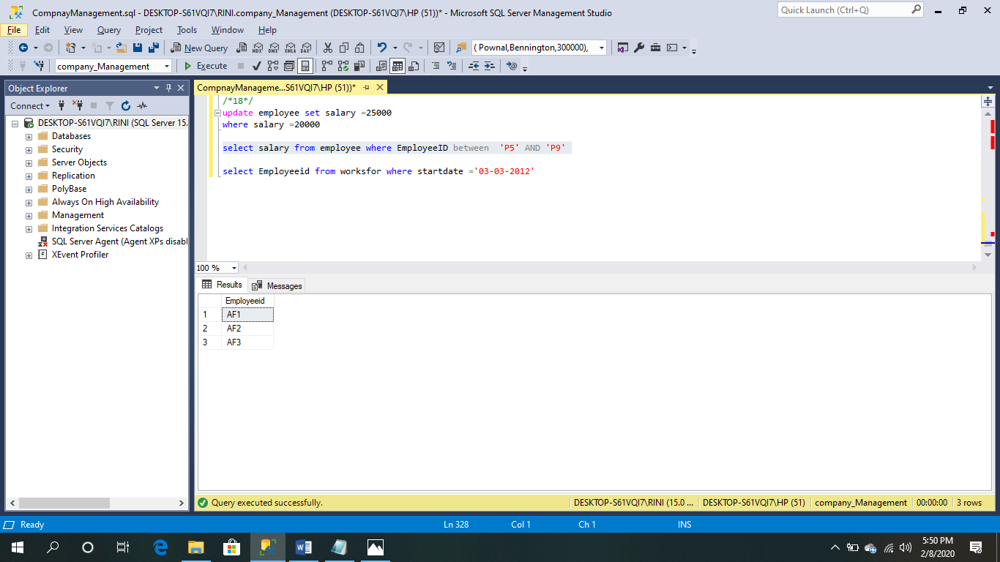 CompnayManagement.sql - DESKTOP-S61VQI7\RINI.company_Management (DESKTOP-S61VQI7\HP (51))* - Microsoft SQL Server Management Studio
Quick Launch (Ctrl+Q)
File Edit View Query Project Tools Window Help
New Query MDX DMX XMLA DAX ( Pownal,Bennington,300000),
company_Management Execute
Object Explorer
CompnayManageme...S61VQI7\HP (51))*
Connect
DESKTOP-S61VQI7\RINI (SQL Server 15.
Databases
Security
Server Objects
Replication
PolyBase
Always On High Availability
Management
Integration Services Catalogs
SQL Server Agent (Agent XPs disabl
XEvent Profiler
/*18*/
update employee set salary =25000
where salary =20000
select salary from employee where EmployeeID between  'P5' AND 'P9'
select Employeeid from worksfor where startdate ='03-03-2012'
100 %
Results Messages
Employeeid
1 AF1
2 AF2
3 AF3
Query executed successfully. DESKTOP-S61VQI7\RINI (15.0 ... DESKTOP-S61VQI7\HP (51) company_Management 00:00:00 3 rows
Ready Ln 328 Col 1 Ch 1 INS
5:50 PM
2/8/2020